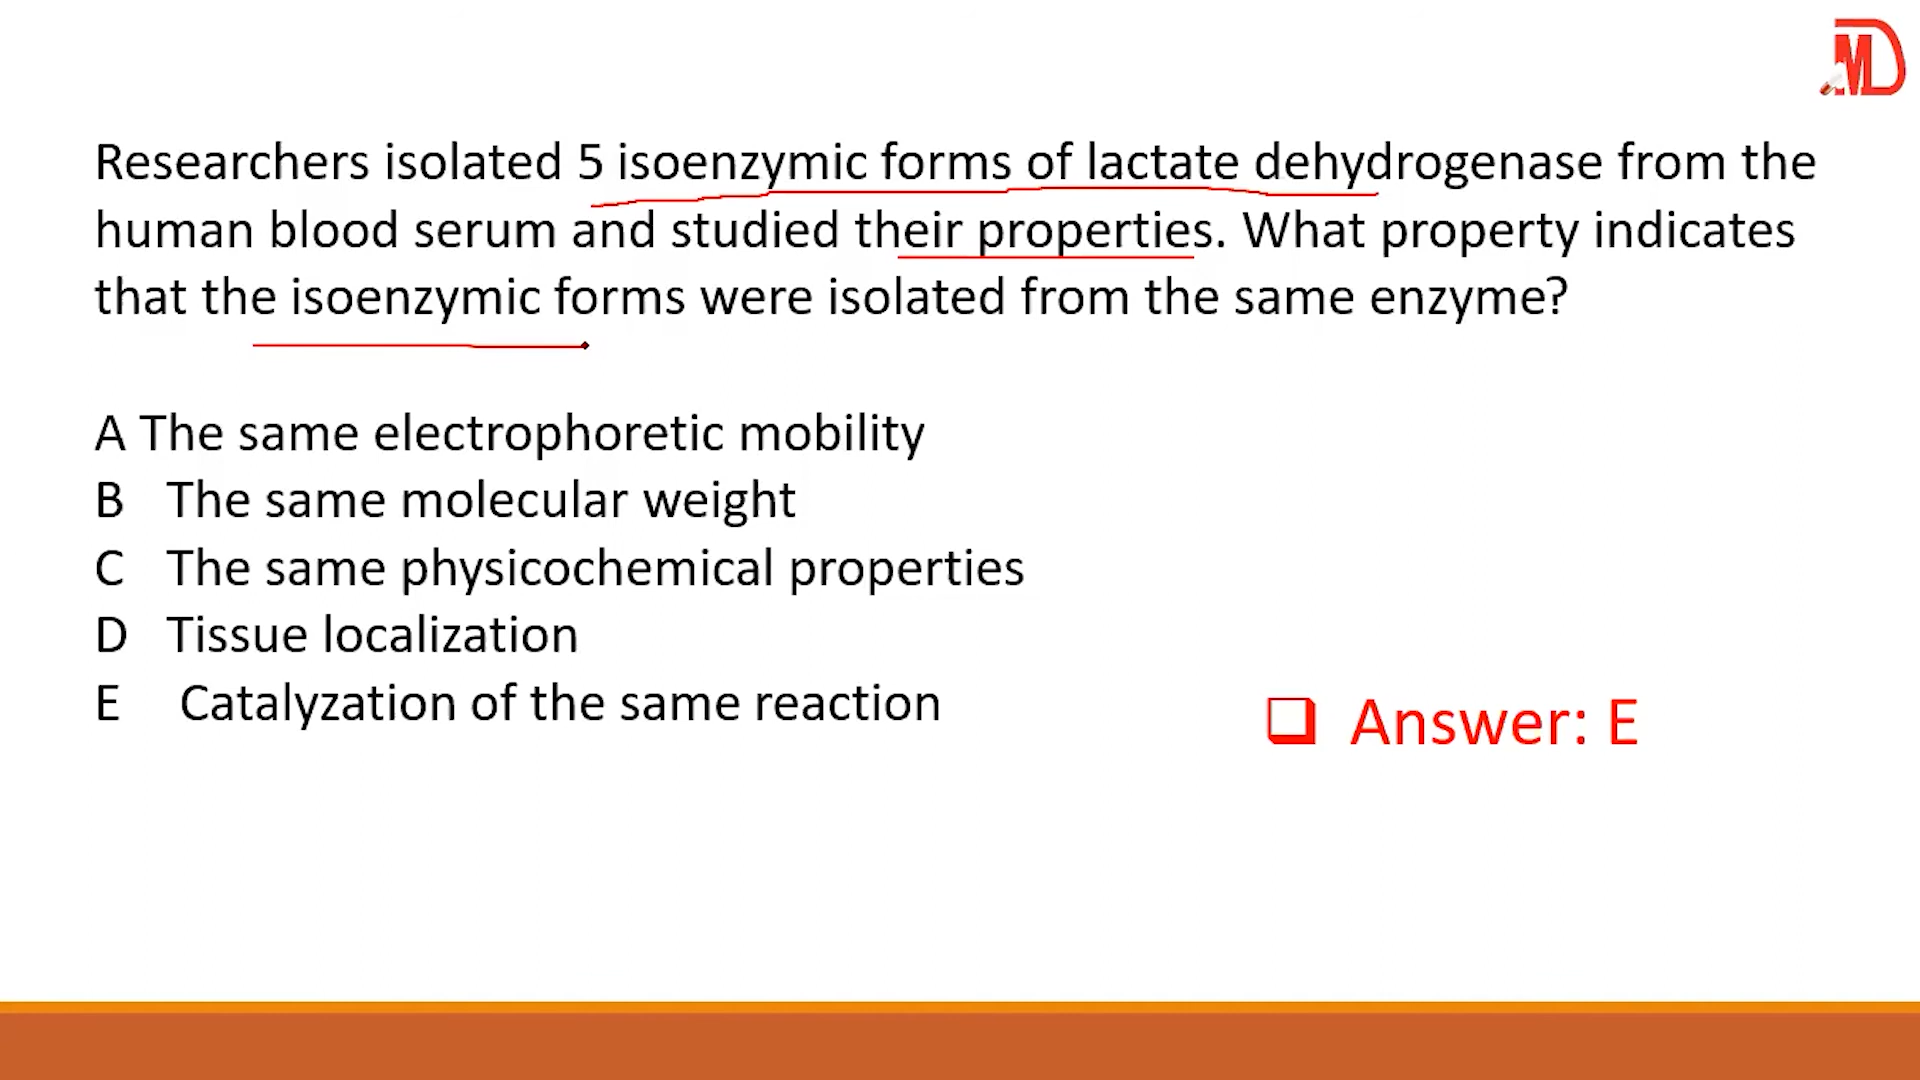 MD
Researchers isolated 5 isoenzymic forms of lactate dehydrogenase from the
human blood serum and studied their properties. What property indicates
that the isoenzymic forms were isolated from the same enzyme?
A The same electrophoretic mobility
B The same molecular weight
C The same physicochemical properties
D Tissue localization
E Catalyzation of the same reaction
Answer: E